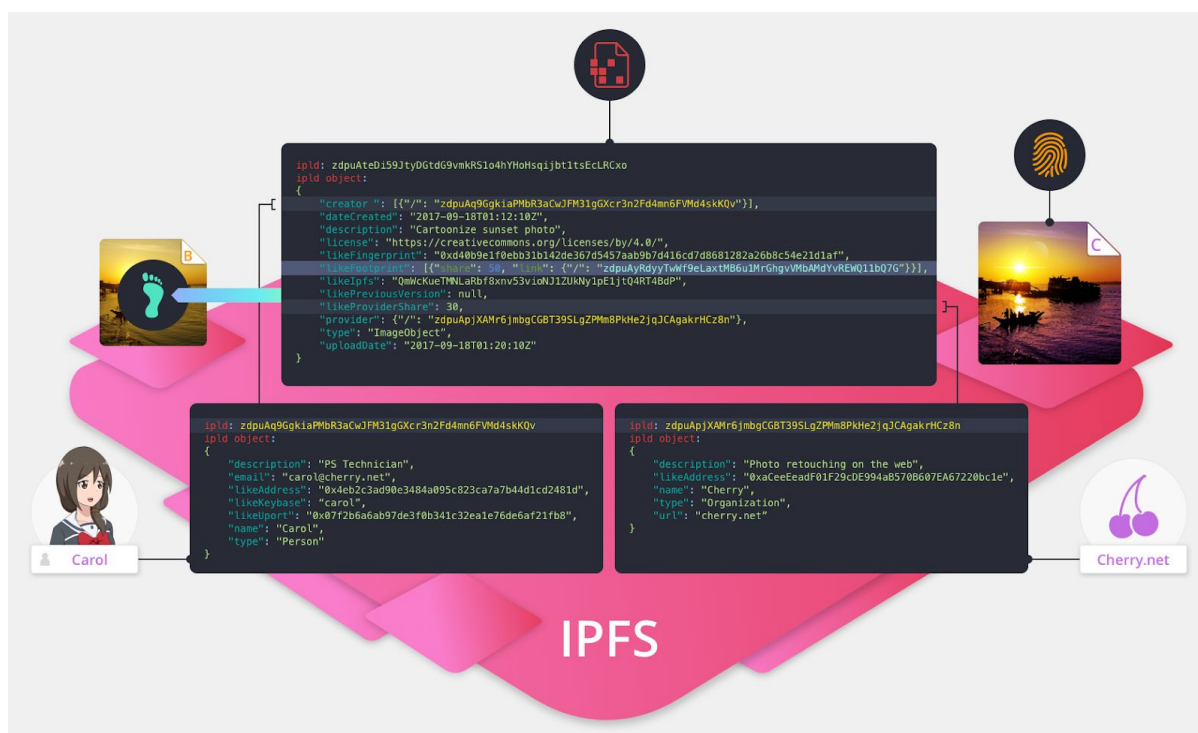 ipld: zdpuAteDi59JtyDGtdG9vmkRS1o4hYHoHsqijbt1tsEcLRCxo
ipld object:
{
"creator ": [{"/": "zdpuAq9GgkiaPMbR3aCwJFM31gGXcr3n2Fd4mn6FVMd4skKQv"}],
"dateCreated": "2017-09-18T01:12:10Z",
"description": "Cartoonize sunset photo",
"license": "https://creativecommons.org/licenses/by/4.0/",
"likeFingerprint": "0xd40b9e1f0ebb31b142de367d5457aab9b7d416cd7d8681282a26b8c54e21d1af",
"likeFootprint": [{"share": 50, "link": {"/": "zdpuAyRdyyTwWf9eLaxtMB6u1MrGhgvVMbAMdYvREWQ11bQ7G"}}],
"likeIpfs": "QmWcKueTMNLaRbf8xnv53vioNJ1ZUkNy1pE1jtQ4RT4BdP",
"likePreviousVersion": null,
"likeProviderShare": 30,
"provider": {"/": "zdpuApjXAMr6jmbgCGBT39SLgZPMm8PkHe2jqJCAgakrHCz8n"},
"type": "ImageObject",
"uploadDate": "2017-09-18T01:20:10Z"
}
B
C
ipld: zdpuAq9GgkiaPMbR3aCwJFM31gGXcr3n2Fd4mn6FVMd4skKQv
ipld object:
{
"description": "PS Technician",
"email": "carol@cherry.net",
"likeAddress": "0x4eb2c3ad90e3484a095c823ca7a7b44d1cd2481d",
"likeKeybase": "carol",
"likeUport": "0x07f2b6a6ab97de3f0b341c32ea1e76de6af21fb8",
"name": "Carol",
"type": "Person"
}
Carol
ipld: zdpuApjXAMr6jmbgCGBT39SLgZPMm8PkHe2jqJCAgakrHCz8n
ipld object:
{
"description": "Photo retouching on the web",
"likeAddress": "0xaCeeEeadF01F29cDE994aB570B607EA67220bc1e",
"name": "Cherry",
"type": "Organization",
"url": "cherry.net"
}
Cherry.net
IPFS